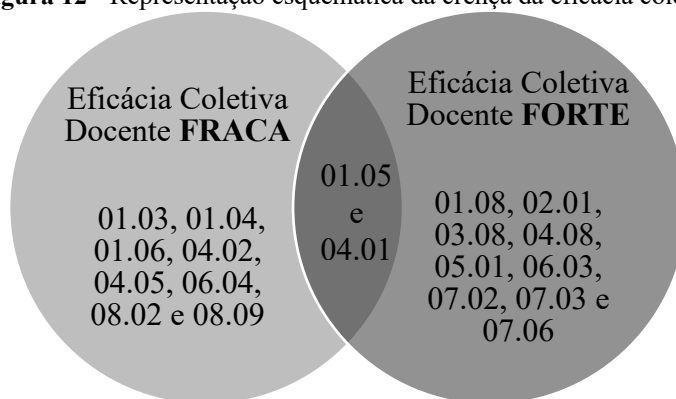 Figura 12 - Representação esquemática da crença da eficácia
Eficácia Coletiva
Docente FRACA
01.03, 01.04,
01.06, 04.02,
04.05, 06.04,
08.02 e 08.09
01.05
e
04.01
Eficácia Coletiva
Docente FORTE
01.08, 02.01,
03.08, 04.08,
05.01, 06.03,
07.02, 07.03 e
07.06